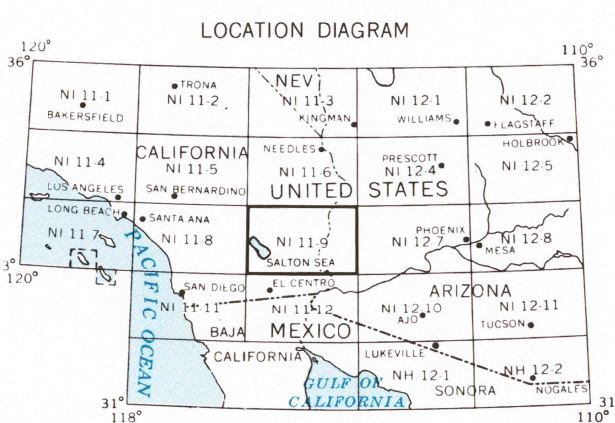 LOCATION DIAGRAM
120°
110°
36°
36°
NEV
TRONA
NI 11-1
NI 11-2
NI 11-3
NI 12-1
NI 12-2
BAKERSFIELD
KINGMAN
WILLIAMS
FLAGSTAFF
HOLBROOK
NEEDLES
CALIFORNIA
NI 11-4
NI 11-5
NI 11-6
PRESCOTT
NI 12-4
NI 12-5
LOS ANGELES
SAN BERNARDINO
UNITED STATES
LONG BEACH
SANTA ANA
NI 11 7
NI 11-8
NI 11-9
NI 12 7
PHOENIX
NI 12-8
MESA
SALTON SEA
3°
120°
PACIFIC OCEAN
SAN DIEGO
EL CENTRO
ARIZONA
NI 11-11
NI 11-12
NI 12 10
NI 12-11
AJO
TUCSON
BAJA
MEXICO
CALIFORNIA
LUKEVILLE
NH 12-1
NH 12-2
GULF OF
CALIFORNIA
SONORA
NOGALES
31°
31
118°
110°